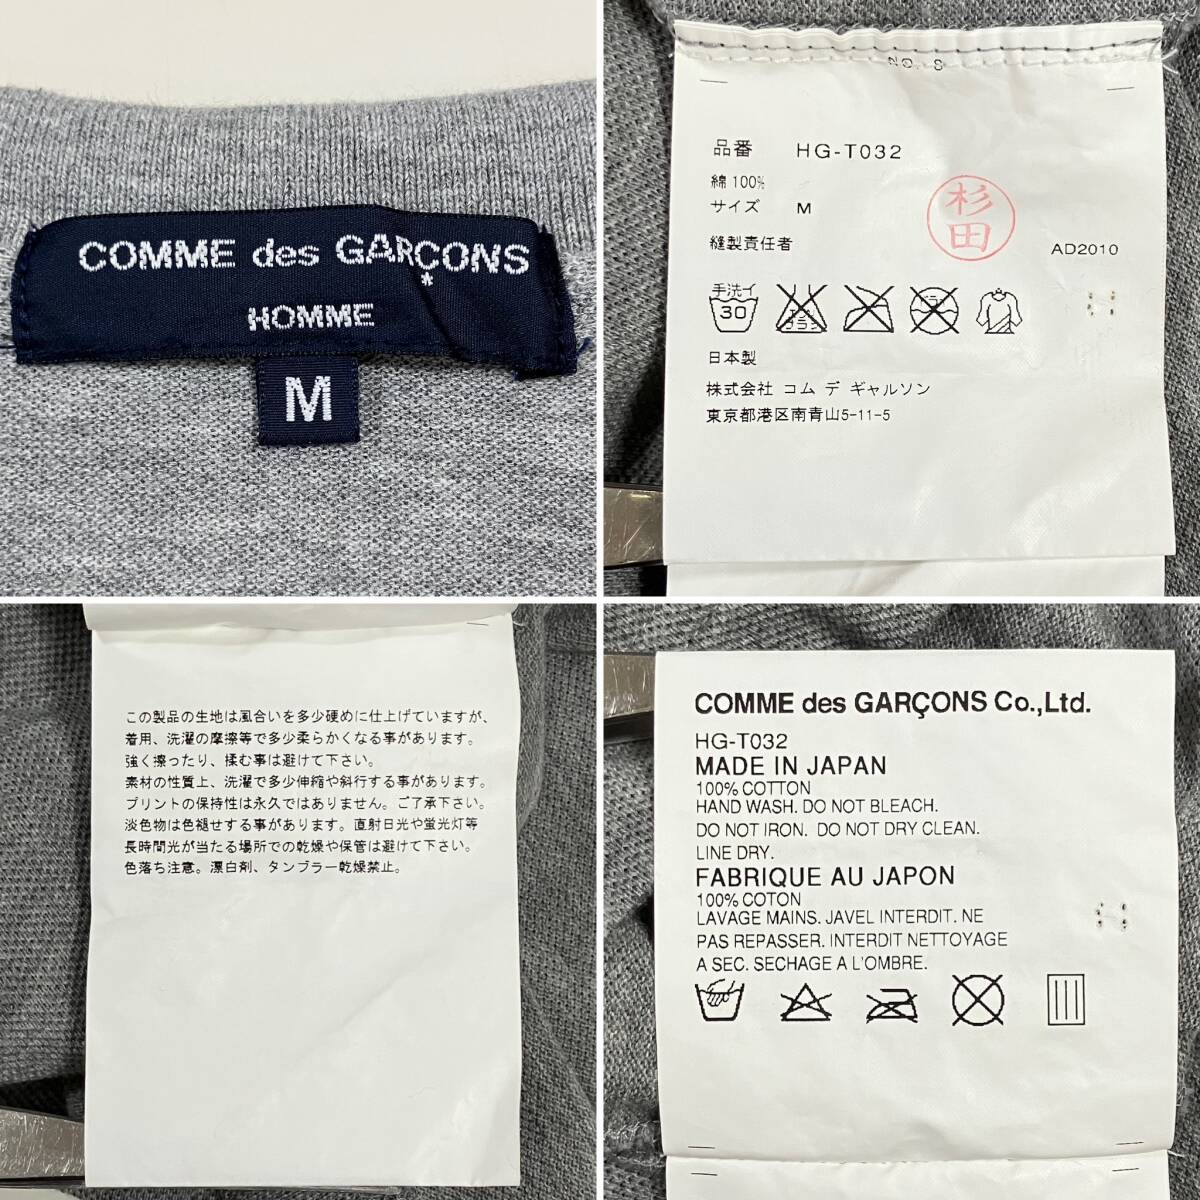 COMME des GARÇONS
*
HOMME
M
NO. 8
品番 HG-T032
綿 100%
サイズ M
縫製責任者
杉田
AD2010
手洗イ
30
日本製
株式会社 コム デ ギャルソン
東京都港区南青山5-11-5
この製品の生地は風合いを多少硬めに仕上げていますが、
着用、洗濯の摩擦等で多少柔らかくなる事があります。
強く擦ったり、揉む事は避けて下さい。
素材の性質上、洗濯で多少伸縮や斜行する事があります。
プリントの保持性は永久ではありません。ご了承下さい。
淡色物は色褪せする事があります。直射日光や蛍光灯等
長時間光が当たる場所での乾燥や保管は避けて下さい。
色落ち注意。漂白剤、タンブラー乾燥禁止。
COMME des GARÇONS Co.,Ltd.
HG-T032
MADE IN JAPAN
100% COTTON
HAND WASH. DO NOT BLEACH.
DO NOT IRON. DO NOT DRY CLEAN.
LINE DRY.
FABRIQUE AU JAPON
100% COTON
LAVAGE MAINS. JAVEL INTERDIT. NE
PAS REPASSER. INTERDIT NETTOYAGE
A SEC. SECHAGE A L'OMBRE.